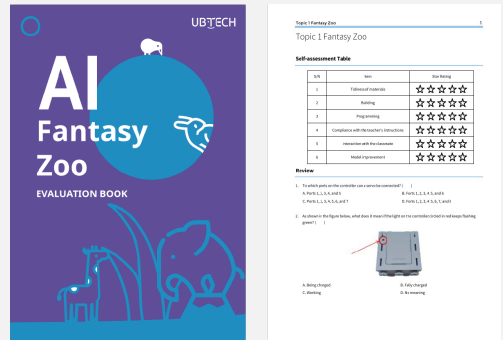 UBTECH
AI
Fantasy
Zoo
EVALUATION BOOK
Topic 1 Fantasy Zoo 1
Topic 1 Fantasy Zoo
Self-assessment Table
S/N Item Star Rating
1 Tidiness of materials
2 Building
3 Programming
4 Compliance with the teacher's instructions
5 Interaction with the classmate
6 Model improvement
Review
1. To which ports on the controller can a servo be connected? ( )
A. Ports 1, 2, 3, 4, and 5 B. Ports 1, 2, 3, 4, 5, and 6
C. Ports 1, 2, 3, 4, 5, 6, and 7 D. Ports 1, 2, 3, 4, 5, 6, 7, and 8
2. As shown in the figure below, what does it mean if the light on the controller circled in red keeps flashing
green? ( )
A. Being charged B. Fully charged
C. Working D. No meaning